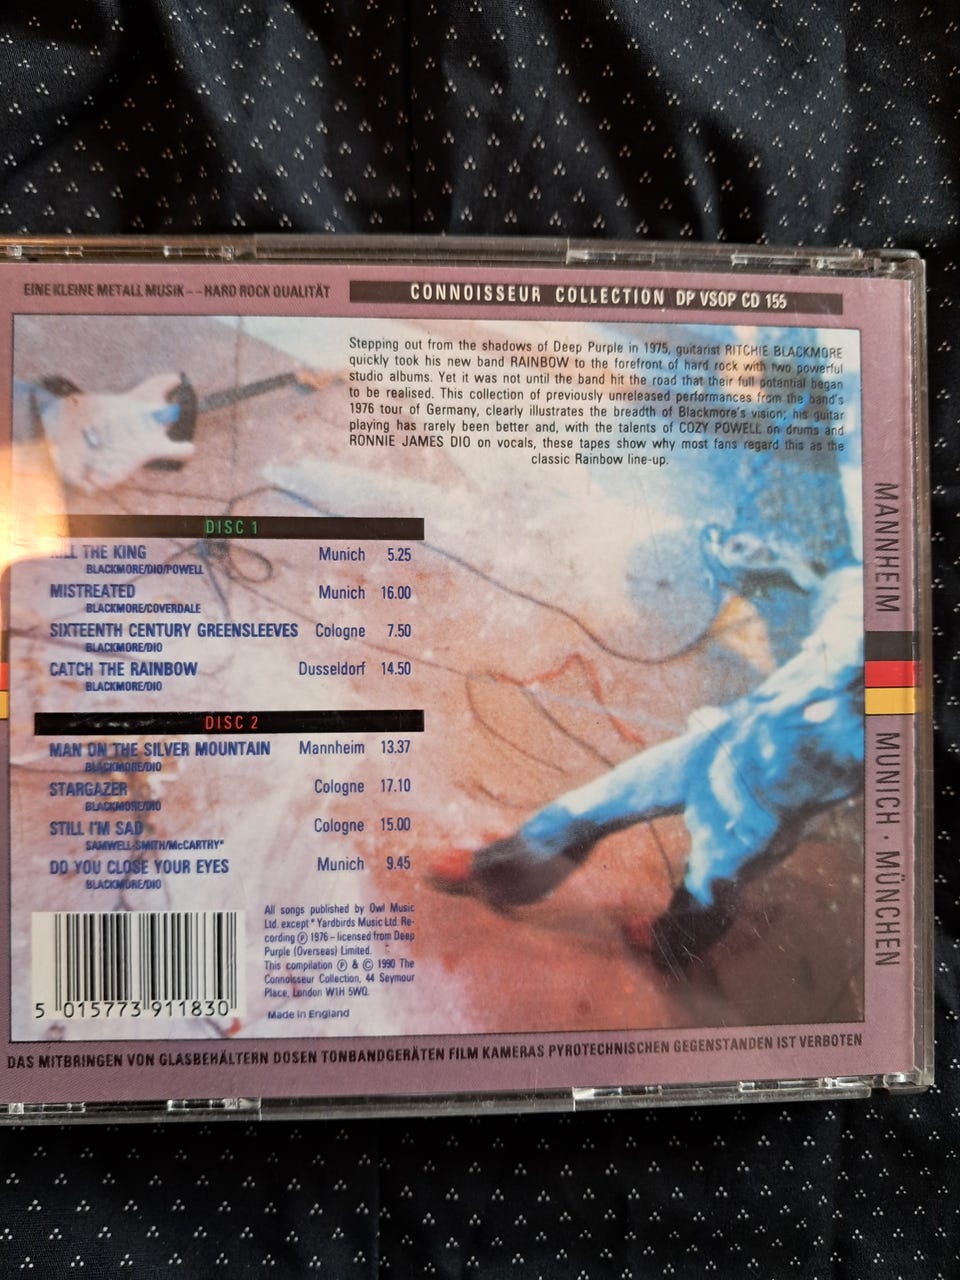 EINE KLEINE METALL MUSIK -- HARD ROCK QUALITÄT
CONNOISSEUR COLLECTION DP VSOP CD 155
Stepping out from the shadows of Deep Purple in 1975, guitarist RITCHIE BLACKMORE
quickly took his new band RAINBOW to the forefront of hard rock with two powerful
studio albums. Yet it was not until the band hit the road that their full potential began
to be realised. This collection of previously unreleased performances from the band's
1976 tour of Germany, clearly illustrates the breadth of Blackmore's vision; his guitar
playing has rarely been better and, with the talents of COZY POWELL on drums and
RONNIE JAMES DIO on vocals, these tapes show why most fans regard this as the
classic Rainbow line-up.
DISC 1
KILL THE KING Munich 5.25
BLACKMORE/DIO/POWELL
MISTREATED Munich 16.00
BLACKMORE/COVERDALE
SIXTEENTH CENTURY GREENSLEEVES Cologne 7.50
BLACKMORE/DIO
CATCH THE RAINBOW Dusseldorf 14.50
BLACKMORE/DIO
DISC 2
MAN ON THE SILVER MOUNTAIN Mannheim 13.37
BLACKMORE/DIO
STARGAZER Cologne 17.10
BLACKMORE/DIO
STILL I'M SAD Cologne 15.00
SAMWELL-SMITH/McCARTHY*
DO YOU CLOSE YOUR EYES Munich 9.45
BLACKMORE/DIO
All songs published by Owl Music
Ltd. except * Yardbirds Music Ltd. Re-
cording Ⓟ 1976 – licensed from Deep
Purple (Overseas) Limited.
This compilation Ⓟ & © 1990 The
Connoisseur Collection, 44 Seymour
Place, London W1H 5WQ.
Made in England
5 015773 911830
DAS MITBRINGEN VON GLASBEHÄLTERN DOSEN TONBANDGERÄTEN FILM KAMERAS PYROTECHNISCHEN GEGENSTANDEN IST VERBOTEN
MANNHEIM
MUNICH · MÜNCHEN